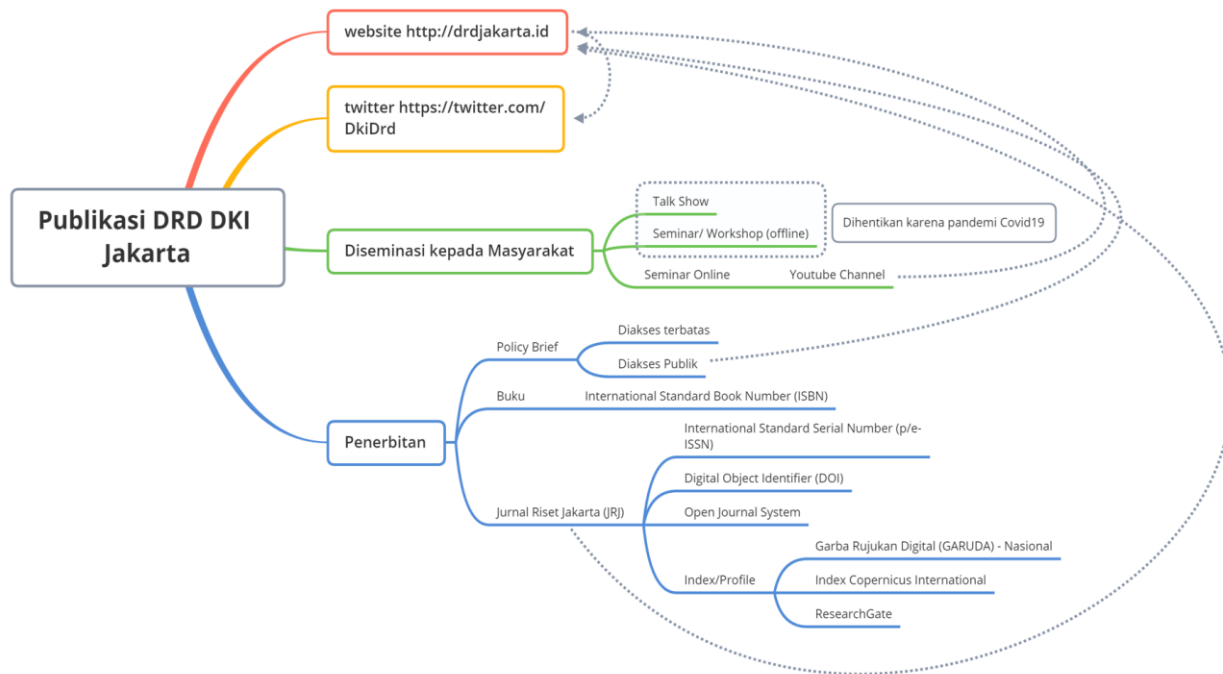 website http://drdjakarta.id
twitter https://twitter.com/
DkiDrd
Publikasi DRD DKI
Jakarta
Diseminasi kepada Masyarakat
Talk Show
Seminar/ Workshop (offline)
Dihentikan karena pandemi Covid19
Seminar Online
Youtube Channel
Penerbitan
Policy Brief
Diakses terbatas
Diakses Publik
Buku
International Standard Book Number (ISBN)
Jurnal Riset Jakarta (JRJ)
International Standard Serial Number (p/e-
ISSN)
Digital Object Identifier (DOI)
Open Journal System
Index/Profile
Garba Rujukan Digital (GARUDA) - Nasional
Index Copernicus International
ResearchGate